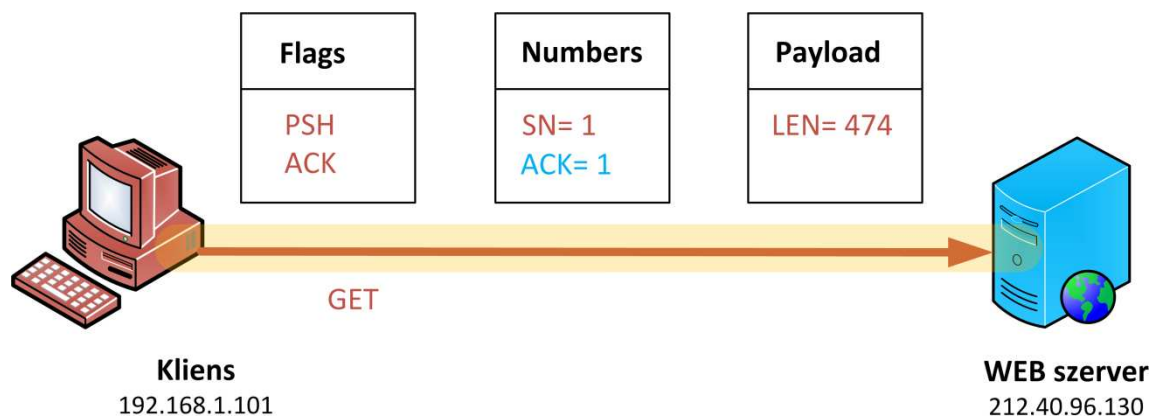 Flags
PSH
ACK
Numbers
SN= 1
ACK= 1
Payload
LEN= 474
GET
Kliens
192.168.1.101
WEB szerver
212.40.96.130